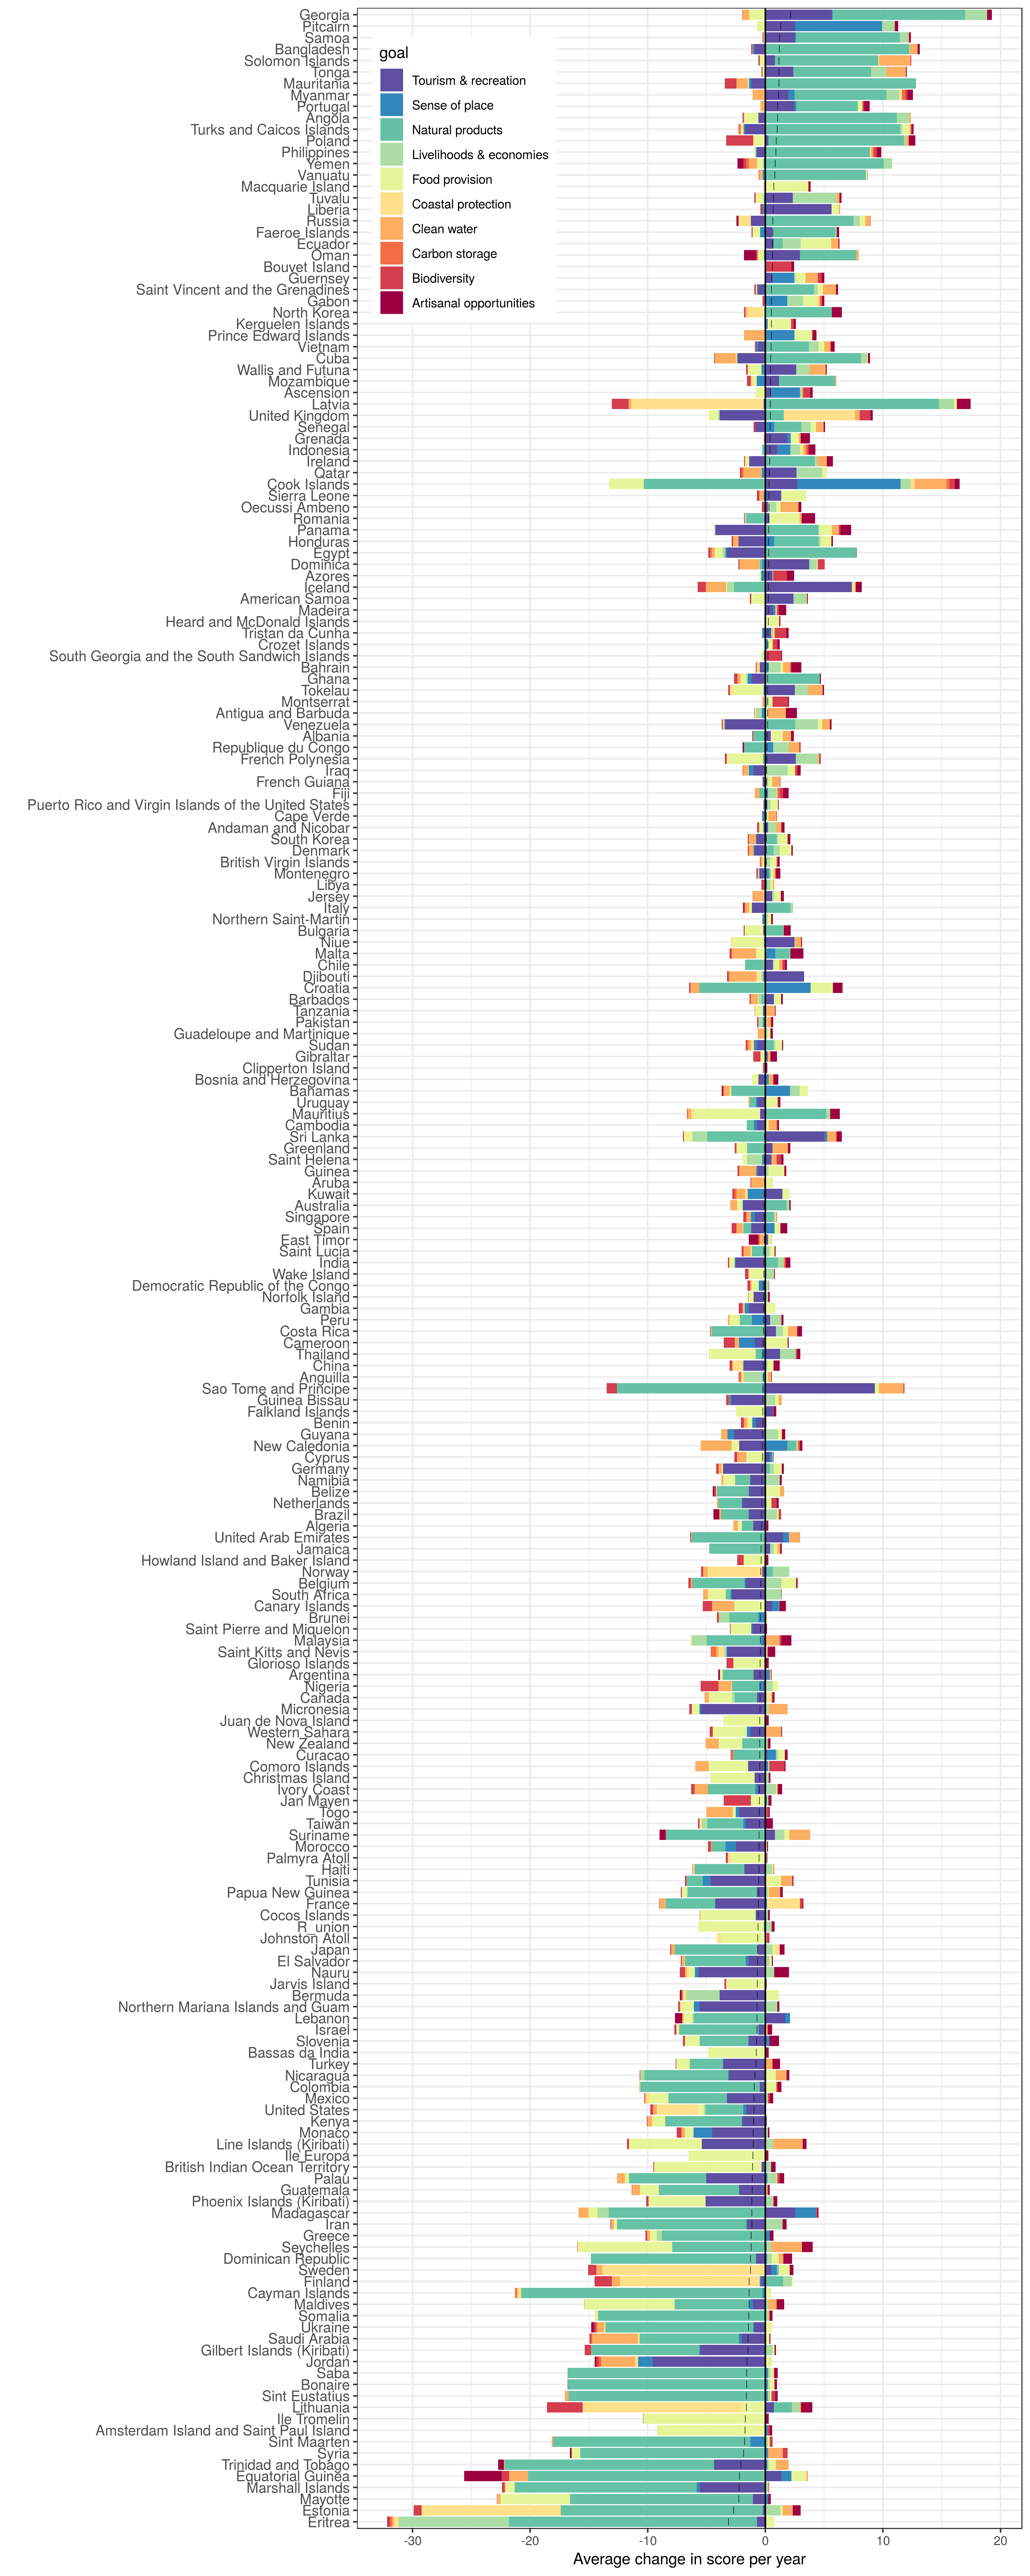 Georgia
Pitcairn
Samoa
Bangladesh
Solomon Islands
Tonga
Mauritania
Myanmar
Portugal
Angola
Turks and Caicos Islands
Poland
Philippines
Yemen
Vanuatu
Macquarie Island
Tuvalu
Liberia
Russia
Faeroe Islands
Ecuador
Oman
Bouvet Island
Guernsey
Saint Vincent and the Grenadines
Gabon
North Korea
Kerguelen Islands
Prince Edward Islands
Vietnam
Cuba
Wallis and Futuna
Mozambique
Ascension
Latvia
United Kingdom
Senegal
Grenada
Indonesia
Ireland
Qatar
Cook Islands
Sierra Leone
Oecussi Ambeno
Romania
Panama
Honduras
Egypt
Dominica
Azores
Iceland
American Samoa
Madeira
Heard and McDonald Islands
Tristan da Cunha
Crozet Islands
South Georgia and the South Sandwich Islands
Bahrain
Ghana
Tokelau
Montserrat
Antigua and Barbuda
Venezuela
Albania
Republique du Congo
French Polynesia
Iraq
French Guiana
Fiji
Puerto Rico and Virgin Islands of the United States
Cape Verde
Andaman and Nicobar
South Korea
Denmark
British Virgin Islands
Montenegro
Libya
Jersey
Italy
Northern Saint-Martin
Bulgaria
Niue
Malta
Chile
Djibouti
Croatia
Barbados
Tanzania
Pakistan
Guadeloupe and Martinique
Sudan
Gibraltar
Clipperton Island
Bosnia and Herzegovina
Bahamas
Uruguay
Mauritius
Cambodia
Sri Lanka
Greenland
Saint Helena
Guinea
Aruba
Kuwait
Australia
Singapore
Spain
East Timor
Saint Lucia
India
Wake Island
Democratic Republic of the Congo
Norfolk Island
Gambia
Peru
Costa Rica
Cameroon
Thailand
China
Anguilla
Sao Tome and Principe
Guinea Bissau
Falkland Islands
Benin
Guyana
New Caledonia
Cyprus
Germany
Namibia
Belize
Netherlands
Brazil
Algeria
United Arab Emirates
Jamaica
Howland Island and Baker Island
Norway
Belgium
South Africa
Canary Islands
Brunei
Saint Pierre and Miquelon
Malaysia
Saint Kitts and Nevis
Glorioso Islands
Argentina
Nigeria
Canada
Micronesia
Juan de Nova Island
Western Sahara
New Zealand
Curacao
Comoro Islands
Christmas Island
Ivory Coast
Jan Mayen
Togo
Taiwan
Suriname
Morocco
Palmyra Atoll
Haiti
Tunisia
Papua New Guinea
France
Cocos Islands
R_union
Johnston Atoll
Japan
El Salvador
Nauru
Jarvis Island
Bermuda
Northern Mariana Islands and Guam
Lebanon
Israel
Slovenia
Bassas da India
Turkey
Nicaragua
Colombia
Mexico
United States
Kenya
Monaco
Line Islands (Kiribati)
Ile Europa
British Indian Ocean Territory
Palau
Guatemala
Phoenix Islands (Kiribati)
Madagascar
Iran
Greece
Seychelles
Dominican Republic
Sweden
Finland
Cayman Islands
Maldives
Somalia
Ukraine
Saudi Arabia
Gilbert Islands (Kiribati)
Jordan
Saba
Bonaire
Sint Eustatius
Lithuania
Ile Tromelin
Amsterdam Island and Saint Paul Island
Sint Maarten
Syria
Trinidad and Tobago
Equatorial Guinea
Marshall Islands
Mayotte
Estonia
Eritrea
goal
Tourism & recreation
Sense of place
Natural products
Livelihoods & economies
Food provision
Coastal protection
Clean water
Carbon storage
Biodiversity
Artisanal opportunities
-30 -20 -10 0 10 20
Average change in score per year